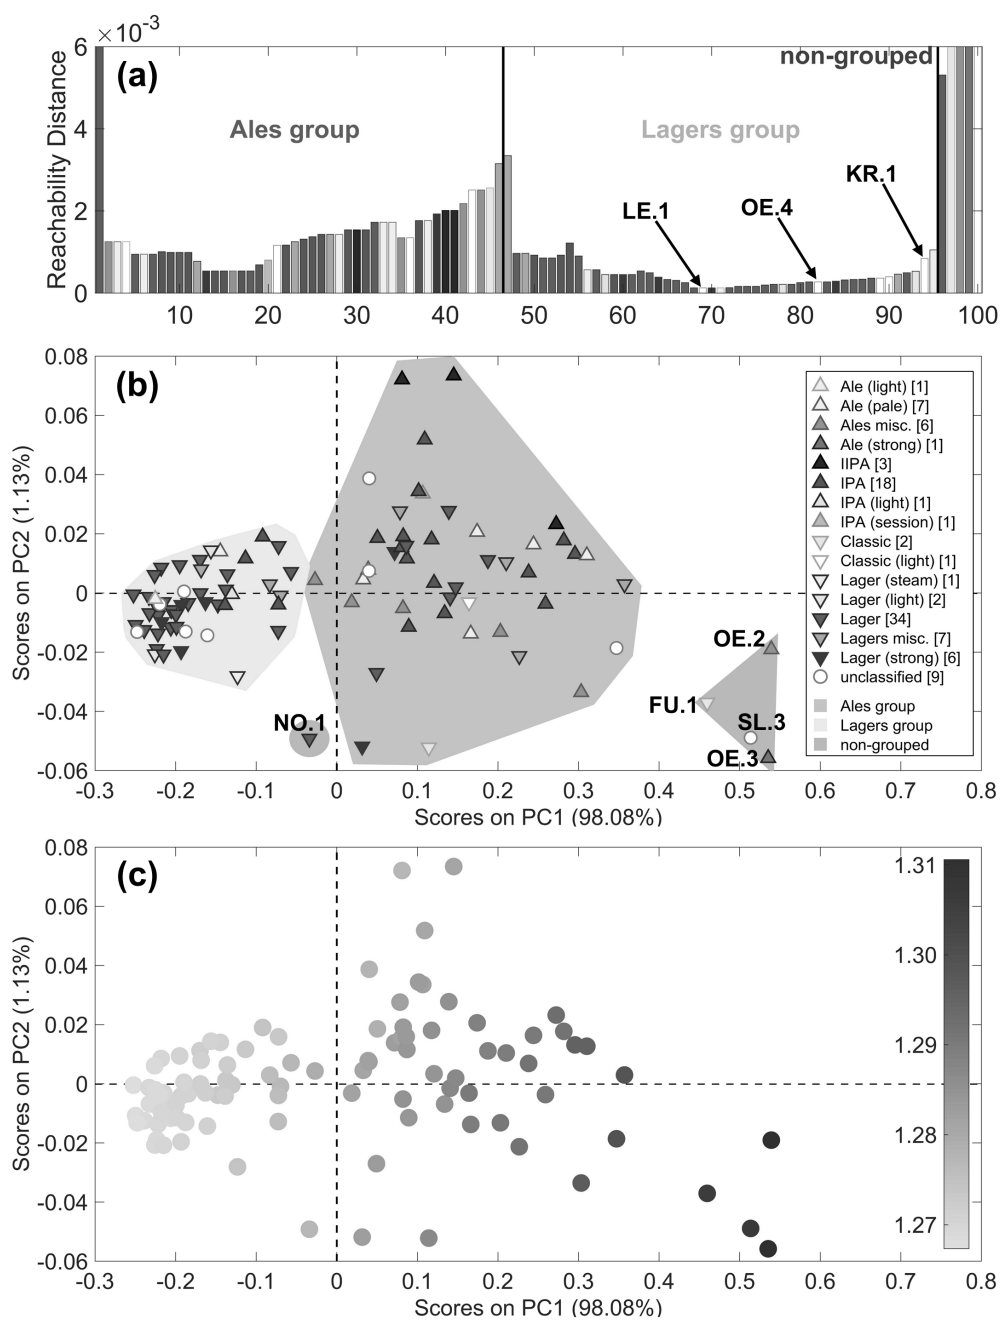 ×10⁻³
(a)
non-grouped
Ales group
Lagers group
LE.1
OE.4
KR.1
Reachability Distance
6
4
2
0
10 20 30 40 50 60 70 80 90 100
(b)
Ale (light) [1]
Ale (pale) [7]
Ales misc. [6]
Ale (strong) [1]
IIPA [3]
IPA [18]
IPA (light) [1]
IPA (session) [1]
Classic [2]
Classic (light) [1]
Lager (steam) [1]
Lager (light) [2]
Lager [34]
Lagers misc. [7]
Lager (strong) [6]
unclassified [9]
Ales group
Lagers group
non-grouped
OE.2
FU.1
SL.3
OE.3
NO.1
Scores on PC2 (1.13%)
0.08
0.06
0.04
0.02
0
-0.02
-0.04
-0.06
-0.3 -0.2 -0.1 0 0.1 0.2 0.3 0.4 0.5 0.6 0.7 0.8
Scores on PC1 (98.08%)
(c)
1.31
1.30
1.29
1.28
1.27
Scores on PC2 (1.13%)
0.08
0.06
0.04
0.02
0
-0.02
-0.04
-0.06
-0.3 -0.2 -0.1 0 0.1 0.2 0.3 0.4 0.5 0.6 0.7 0.8
Scores on PC1 (98.08%)